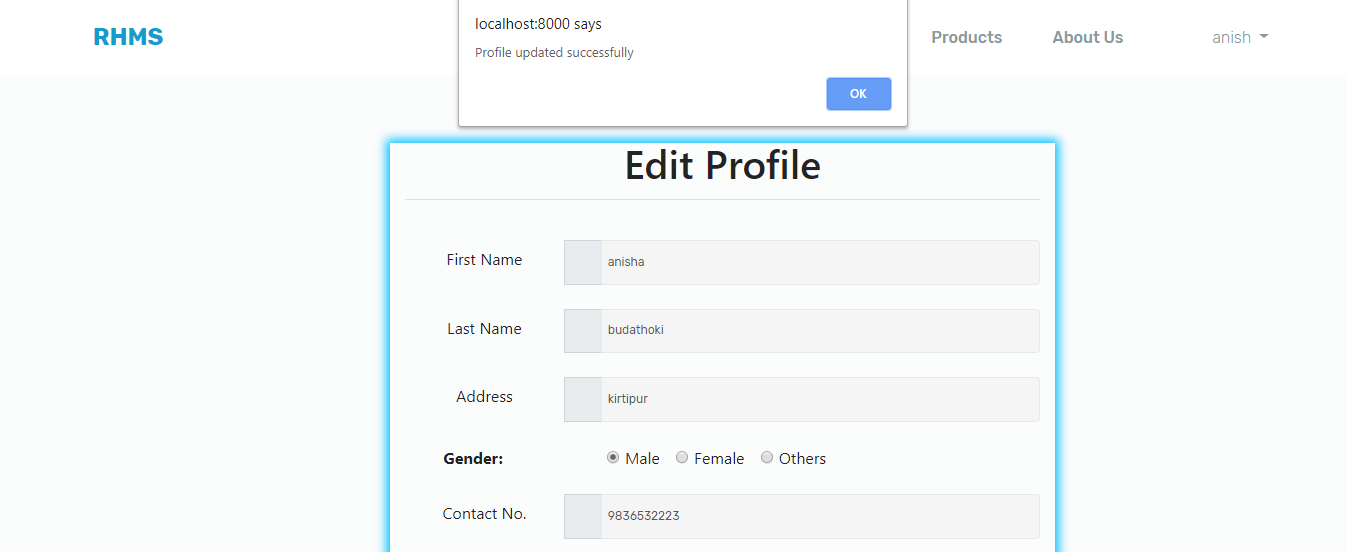 RHMS
localhost:8000 says
Profile updated successfully
OK
Products About Us anish
Edit Profile
First Name anisha
Last Name budathoki
Address kirtipur
Gender: Male Female Others
Contact No. 9836532223